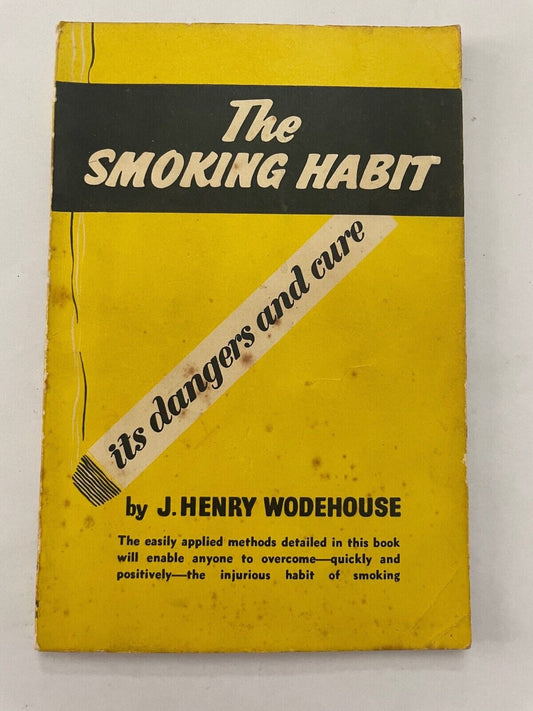 The
SMOKING HABIT
its dangers and cure
by J. HENRY WODEHOUSE
The easily applied methods detailed in this book
will enable anyone to overcome—quickly and
positively—the injurious habit of smoking